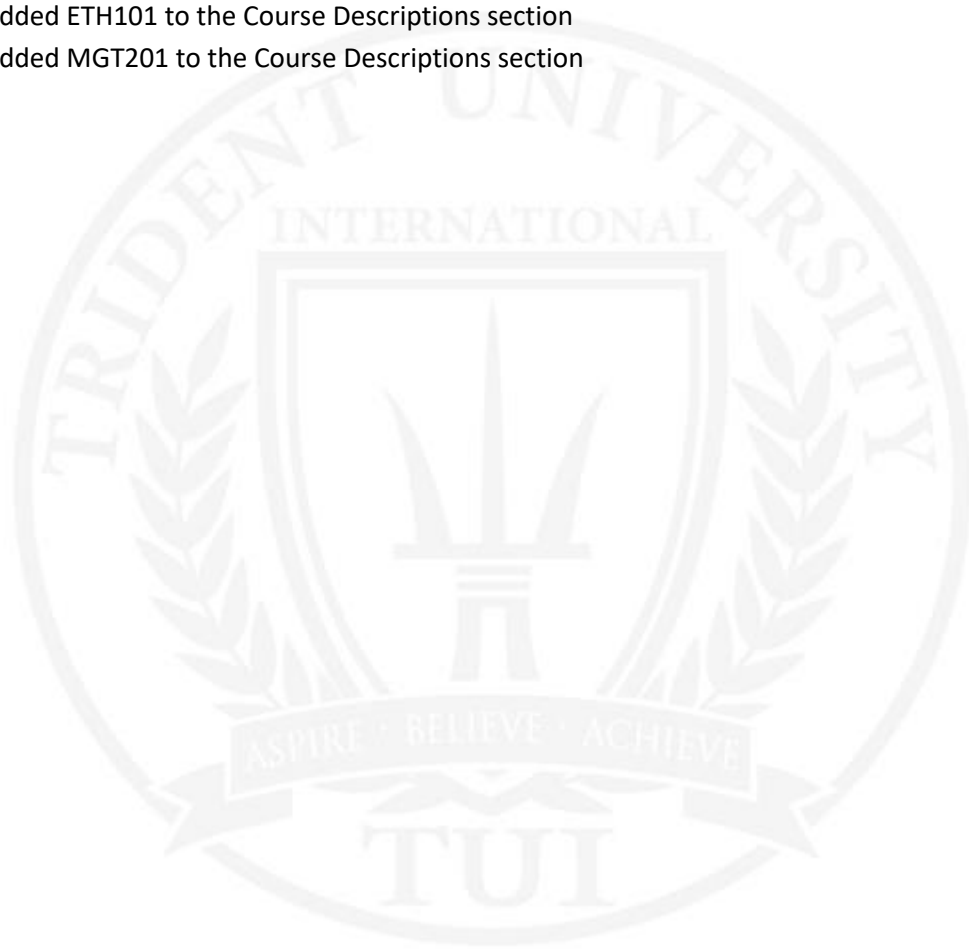 dded ETH101 to the Course Descriptions section
dded MGT201 to the Course Descriptions section
TRIDENT UNIVERSITY
INTERNATIONAL
ASPIRE · BELIEVE · ACHIEVE
TUI